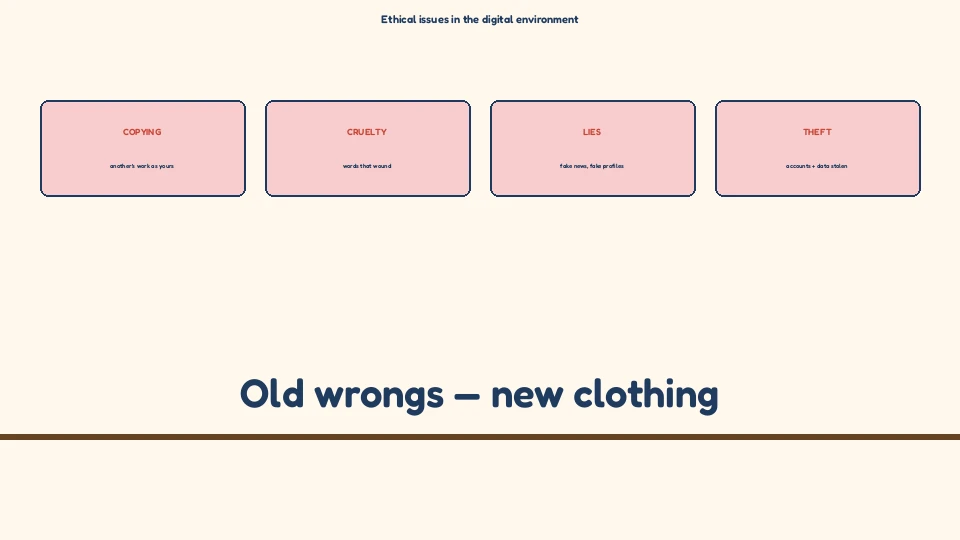 Ethical issues in the digital environment
COPYING
another's work as yours
CRUELTY
words that wound
LIES
fake news, fake profiles
THEFT
accounts + data stolen
Old wrongs — new clothing